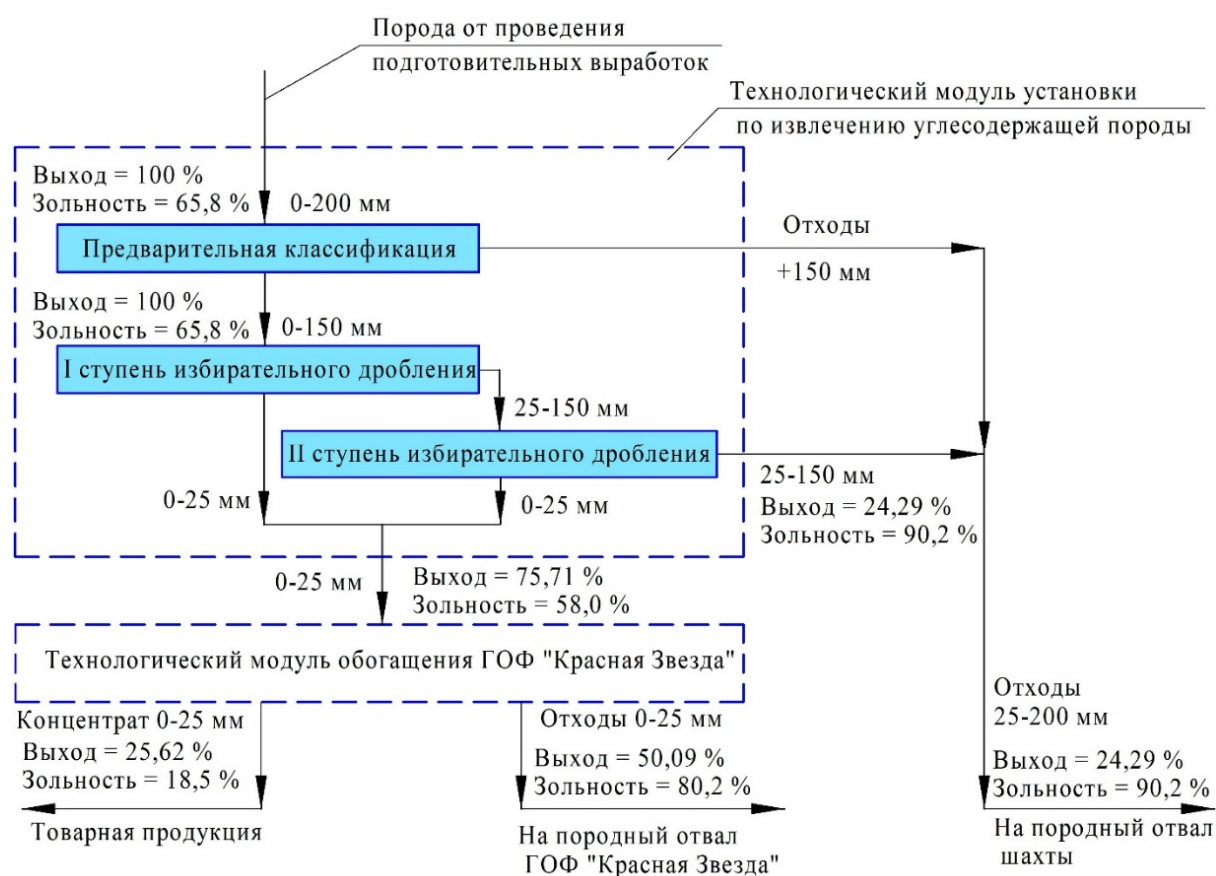 Порода от проведения
подготовительных выработок
Технологический модуль установки
по извлечению углесодержащей породы
Выход = 100 %
Зольность = 65,8 %
0-200 мм
Предварительная классификация
Отходы
+150 мм
Выход = 100 %
Зольность = 65,8 %
0-150 мм
I ступень избирательного дробления
25-150 мм
II ступень избирательного дробления
0-25 мм
0-25 мм
25-150 мм
Выход = 24,29 %
Зольность = 90,2 %
0-25 мм
Выход = 75,71 %
Зольность = 58,0 %
Технологический модуль обогащения ГОФ "Красная Звезда"
Концентрат 0-25 мм
Выход = 25,62 %
Зольность = 18,5 %
Товарная продукция
Отходы 0-25 мм
Выход = 50,09 %
Зольность = 80,2 %
На породный отвал
ГОФ "Красная Звезда"
Отходы
25-200 мм
Выход = 24,29 %
Зольность = 90,2 %
На породный отвал
шахты